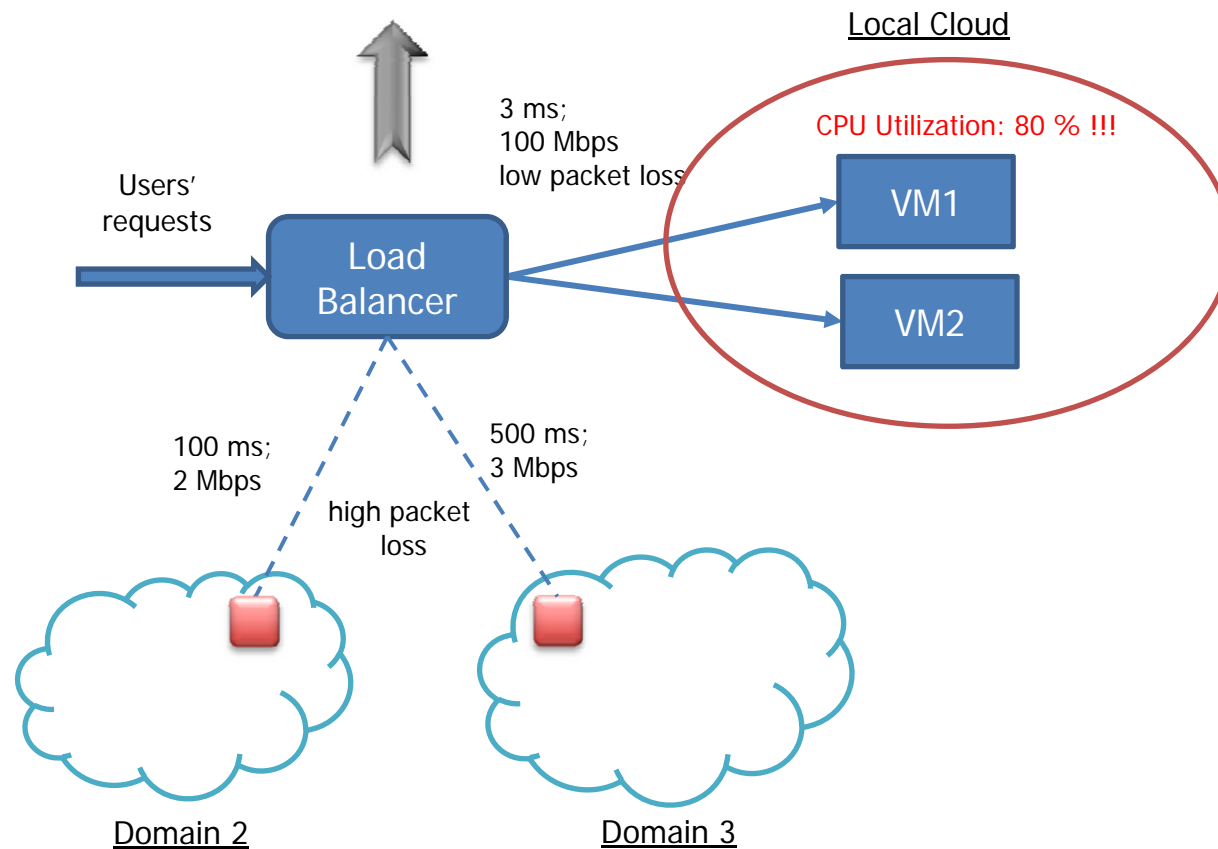 Local Cloud
3 ms;
100 Mbps
low packet loss
CPU Utilization: 80 % !!!
Users’
requests
Load
Balancer
VM1
VM2
100 ms;
2 Mbps
500 ms;
3 Mbps
high packet
loss
Domain 2
Domain 3